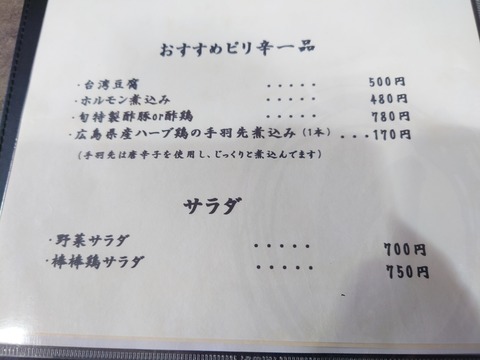 おすすめピリ辛一品
・台湾豆腐 ・・・・・ 500円
・ホルモン煮込み ・・・・・ 480円
・旬特製酢豚or酢鶏 ・・・・・ 780円
・広島県産ハーブ鶏の手羽先煮込み(1本) ...170円
(手羽先は唐辛子を使用し、じっくりと煮込んでます)
サラダ
・野菜サラダ ・・・・・ 700円
・棒棒鶏サラダ ・・・・・ 750円